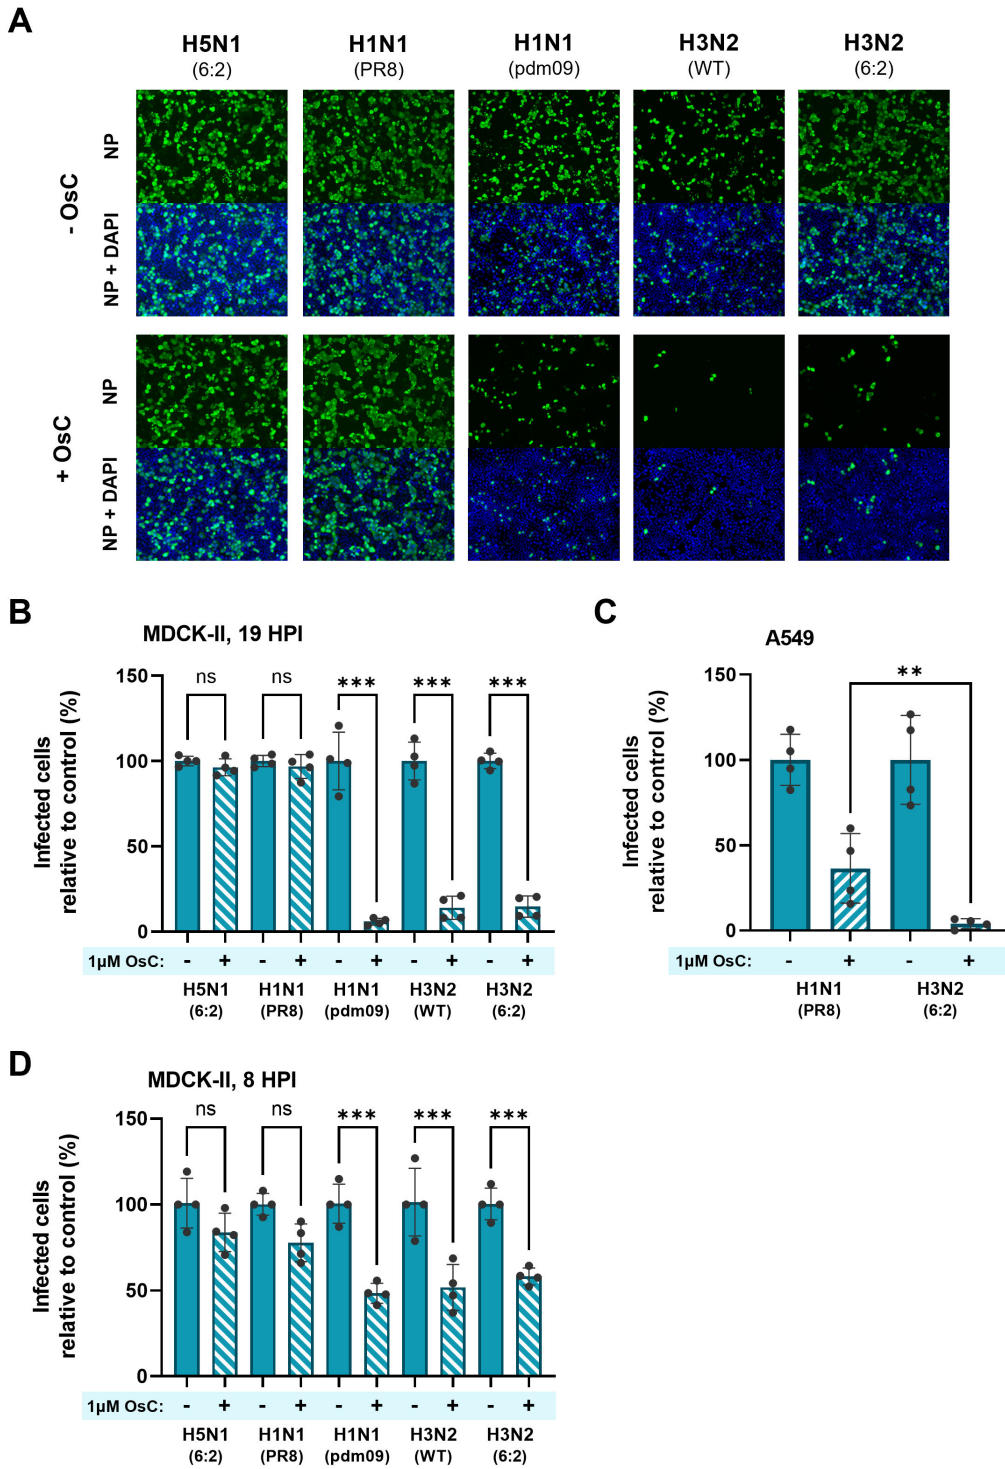 A
H5N1 H1N1 H1N1 H3N2 H3N2
(6:2) (PR8) (pdm09) (WT) (6:2)
- OsC
NP
NP + DAPI
+ OsC
NP
NP + DAPI
B
MDCK-II, 19 HPI
Infected cells
relative to control (%)
150
100
50
0
ns ns *** *** ***
1µM OsC: - + - + - + - + - +
H5N1 H1N1 H1N1 H3N2 H3N2
(6:2) (PR8) (pdm09) (WT) (6:2)
C
A549
Infected cells
relative to control (%)
150
100
50
0
**
1µM OsC: - + - +
H1N1 H3N2
(PR8) (6:2)
D
MDCK-II, 8 HPI
Infected cells
relative to control (%)
150
100
50
0
ns ns *** *** ***
1µM OsC: - + - + - + - + - +
H5N1 H1N1 H1N1 H3N2 H3N2
(6:2) (PR8) (pdm09) (WT) (6:2)